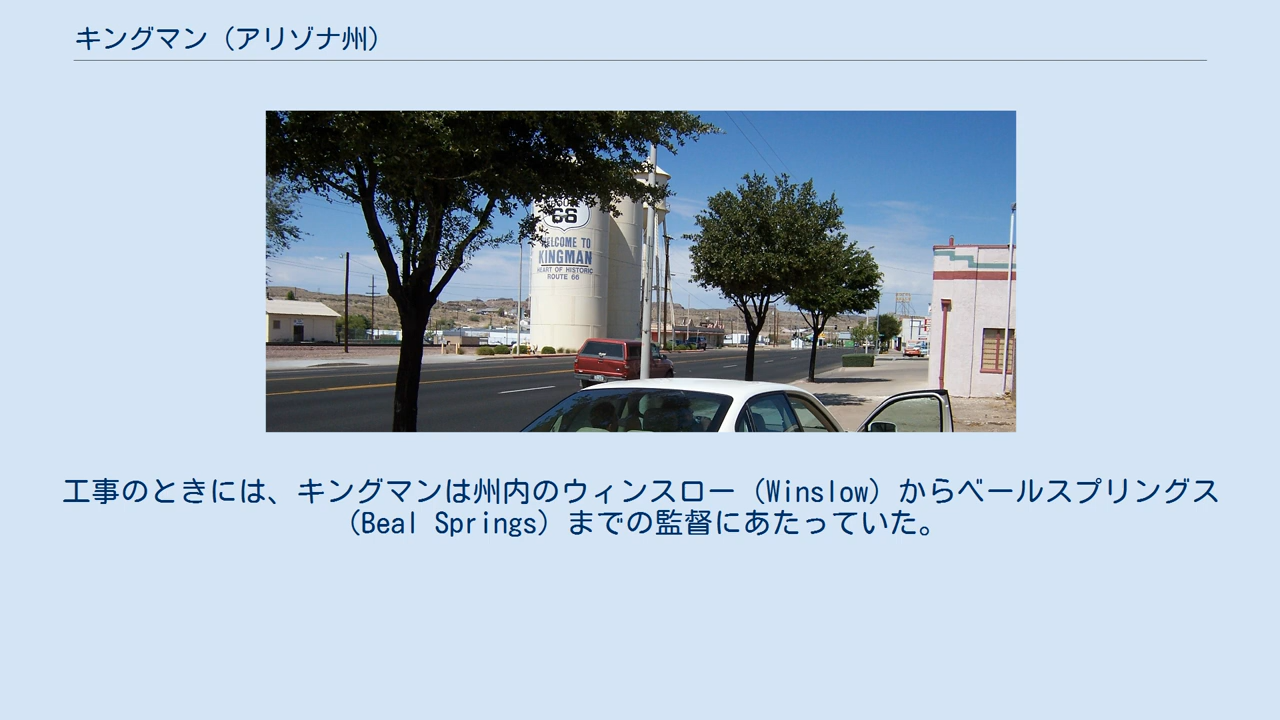 キングマン（アリゾナ州）
66
WELCOME TO
KINGMAN
HEART OF HISTORIC
ROUTE 66
工事のときには、キングマンは州内のウィンスロー（Winslow）からベールスプリングス
（Beal Springs）までの監督にあたっていた。